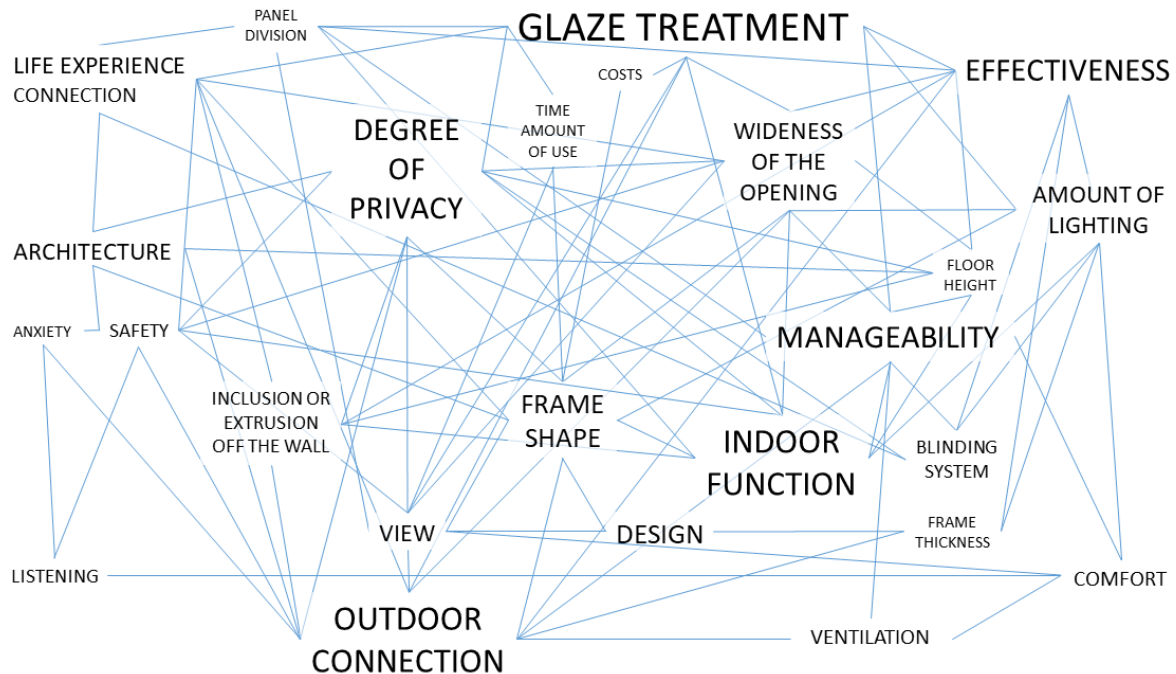 PANEL
DIVISION
GLAZE TREATMENT
LIFE EXPERIENCE
CONNECTION
COSTS
EFFECTIVENESS
DEGREE
OF
PRIVACY
TIME
AMOUNT
OF USE
WIDENESS
OF THE
OPENING
AMOUNT OF
LIGHTING
ARCHITECTURE
FLOOR
HEIGHT
ANXIETY
SAFETY
MANAGEABILITY
INCLUSION OR
EXTRUSION
OFF THE WALL
FRAME
SHAPE
INDOOR
FUNCTION
BLINDING
SYSTEM
VIEW
DESIGN
FRAME
THICKNESS
LISTENING
COMFORT
OUTDOOR
CONNECTION
VENTILATION